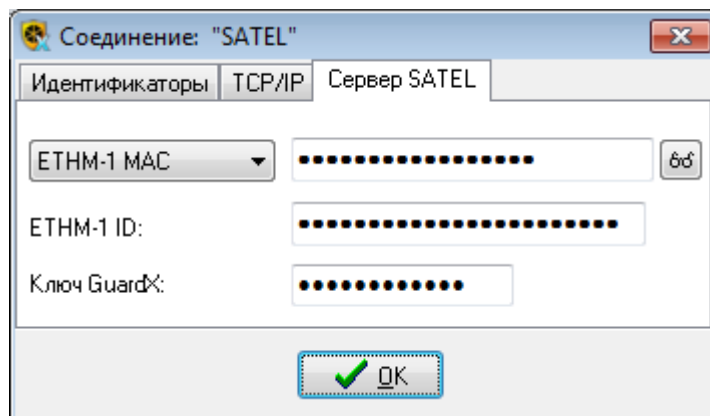 Соединение: "SATEL"
Идентификаторы TCP/IP Сервер SATEL
ETHM-1 MAC ●●●●●●●●●●●●●●●●●
ETHM-1 ID: ●●●●●●●●●●●●●●●●●●●●●●●
Ключ GuardX: ●●●●●●●●●●●●
OK